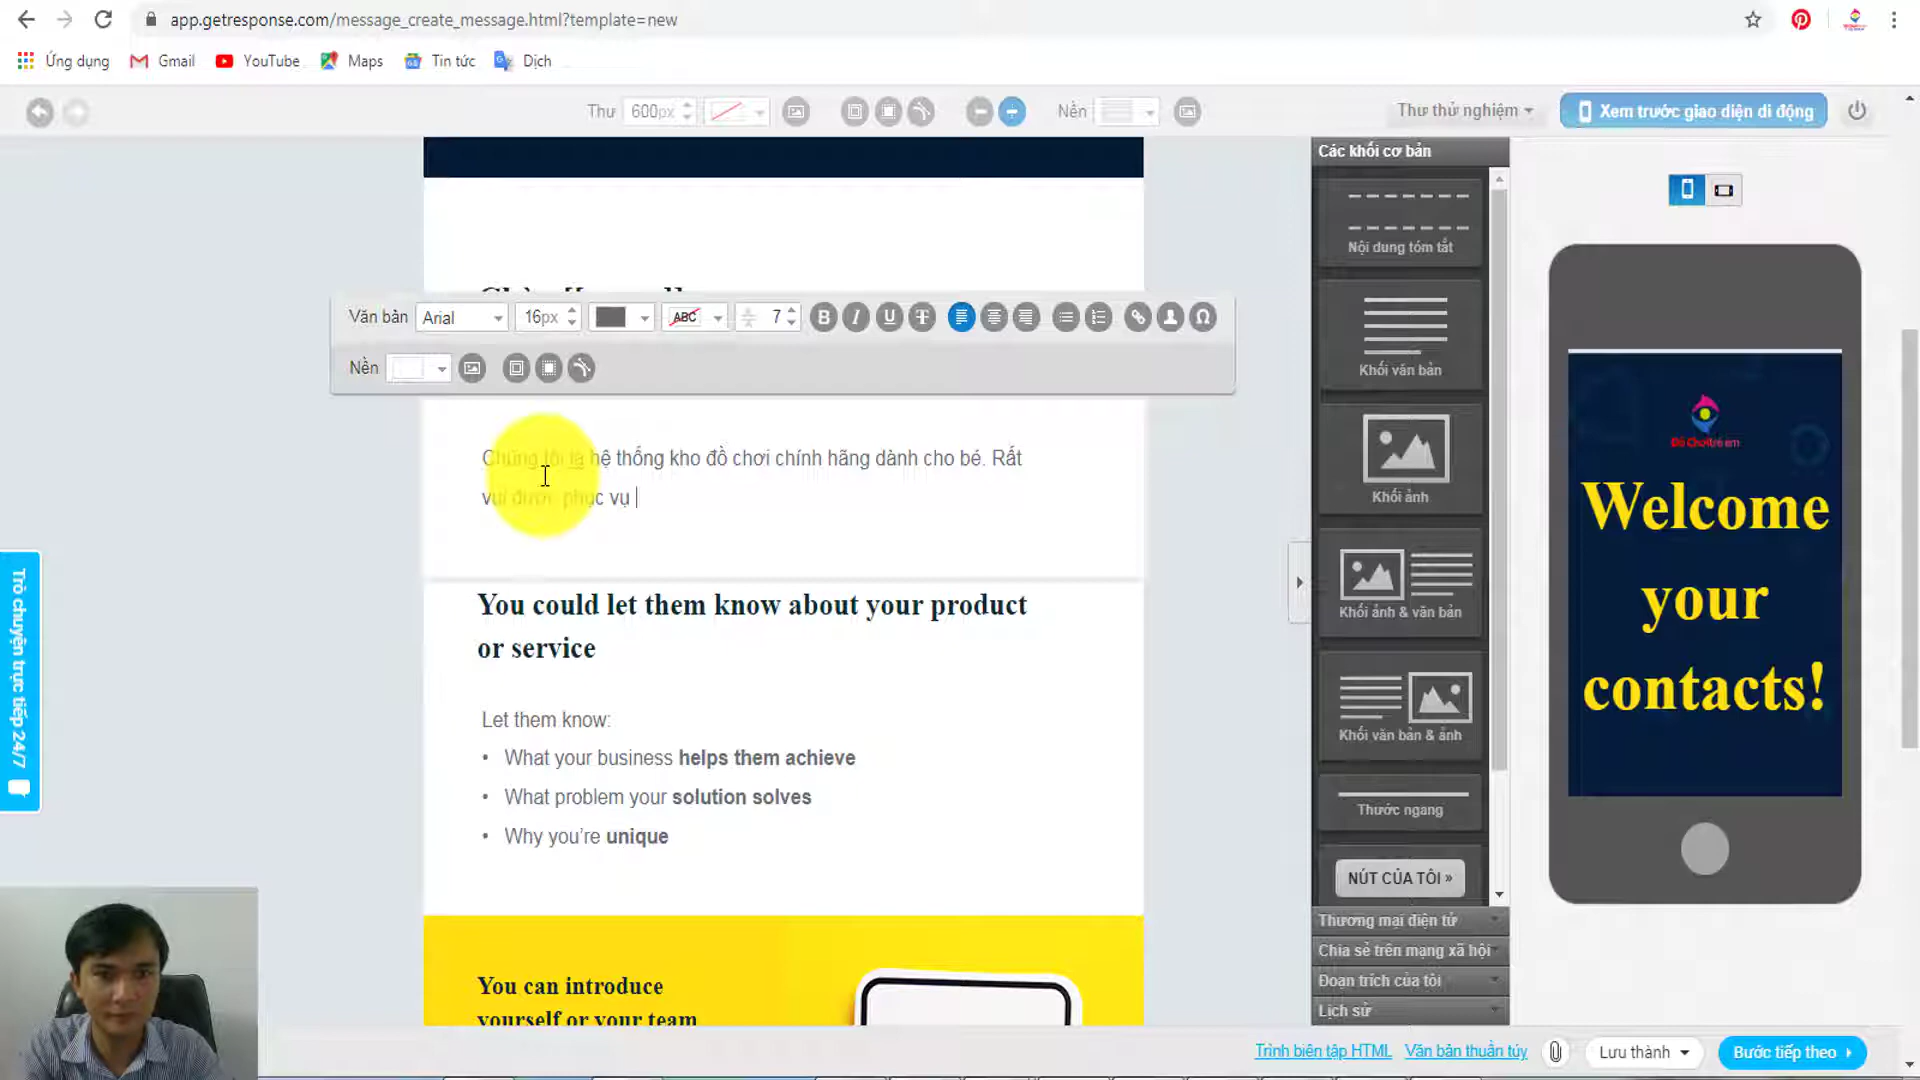 app.getresponse.com/message_create_message.html?template=new
Ứng dụng
Gmail
YouTube
Maps
Tin tức
Dịch
Thư
600px
Nền
Thư thử nghiệm
Xem trước giao diện di động
Văn bản
Arial
16px
ABC
7
B
I
U
Nền
Chúng tôi là hệ thống kho đồ chơi chính hãng dành cho bé. Rất
vui được phục vụ
You could let them know about your product
or service
Let them know:
• What your business helps them achieve
• What problem your solution solves
• Why you're unique
You can introduce
yourself or your team
Các khối cơ bản
Nội dung tóm tắt
Khối văn bản
Khối ảnh
Khối ảnh & văn bản
Khối văn bản & ảnh
Thước ngang
NÚT CỦA TÔI »
Thương mại điện tử
Chia sẻ trên mạng xã hội
Đoạn trích của tôi
Lịch sử
Đồ Chơi trẻ em
Welcome
your
contacts!
Trò chuyện trực tiếp 24/7
Trình biên tập HTML
Văn bản thuần túy
Lưu thành
Bước tiếp theo